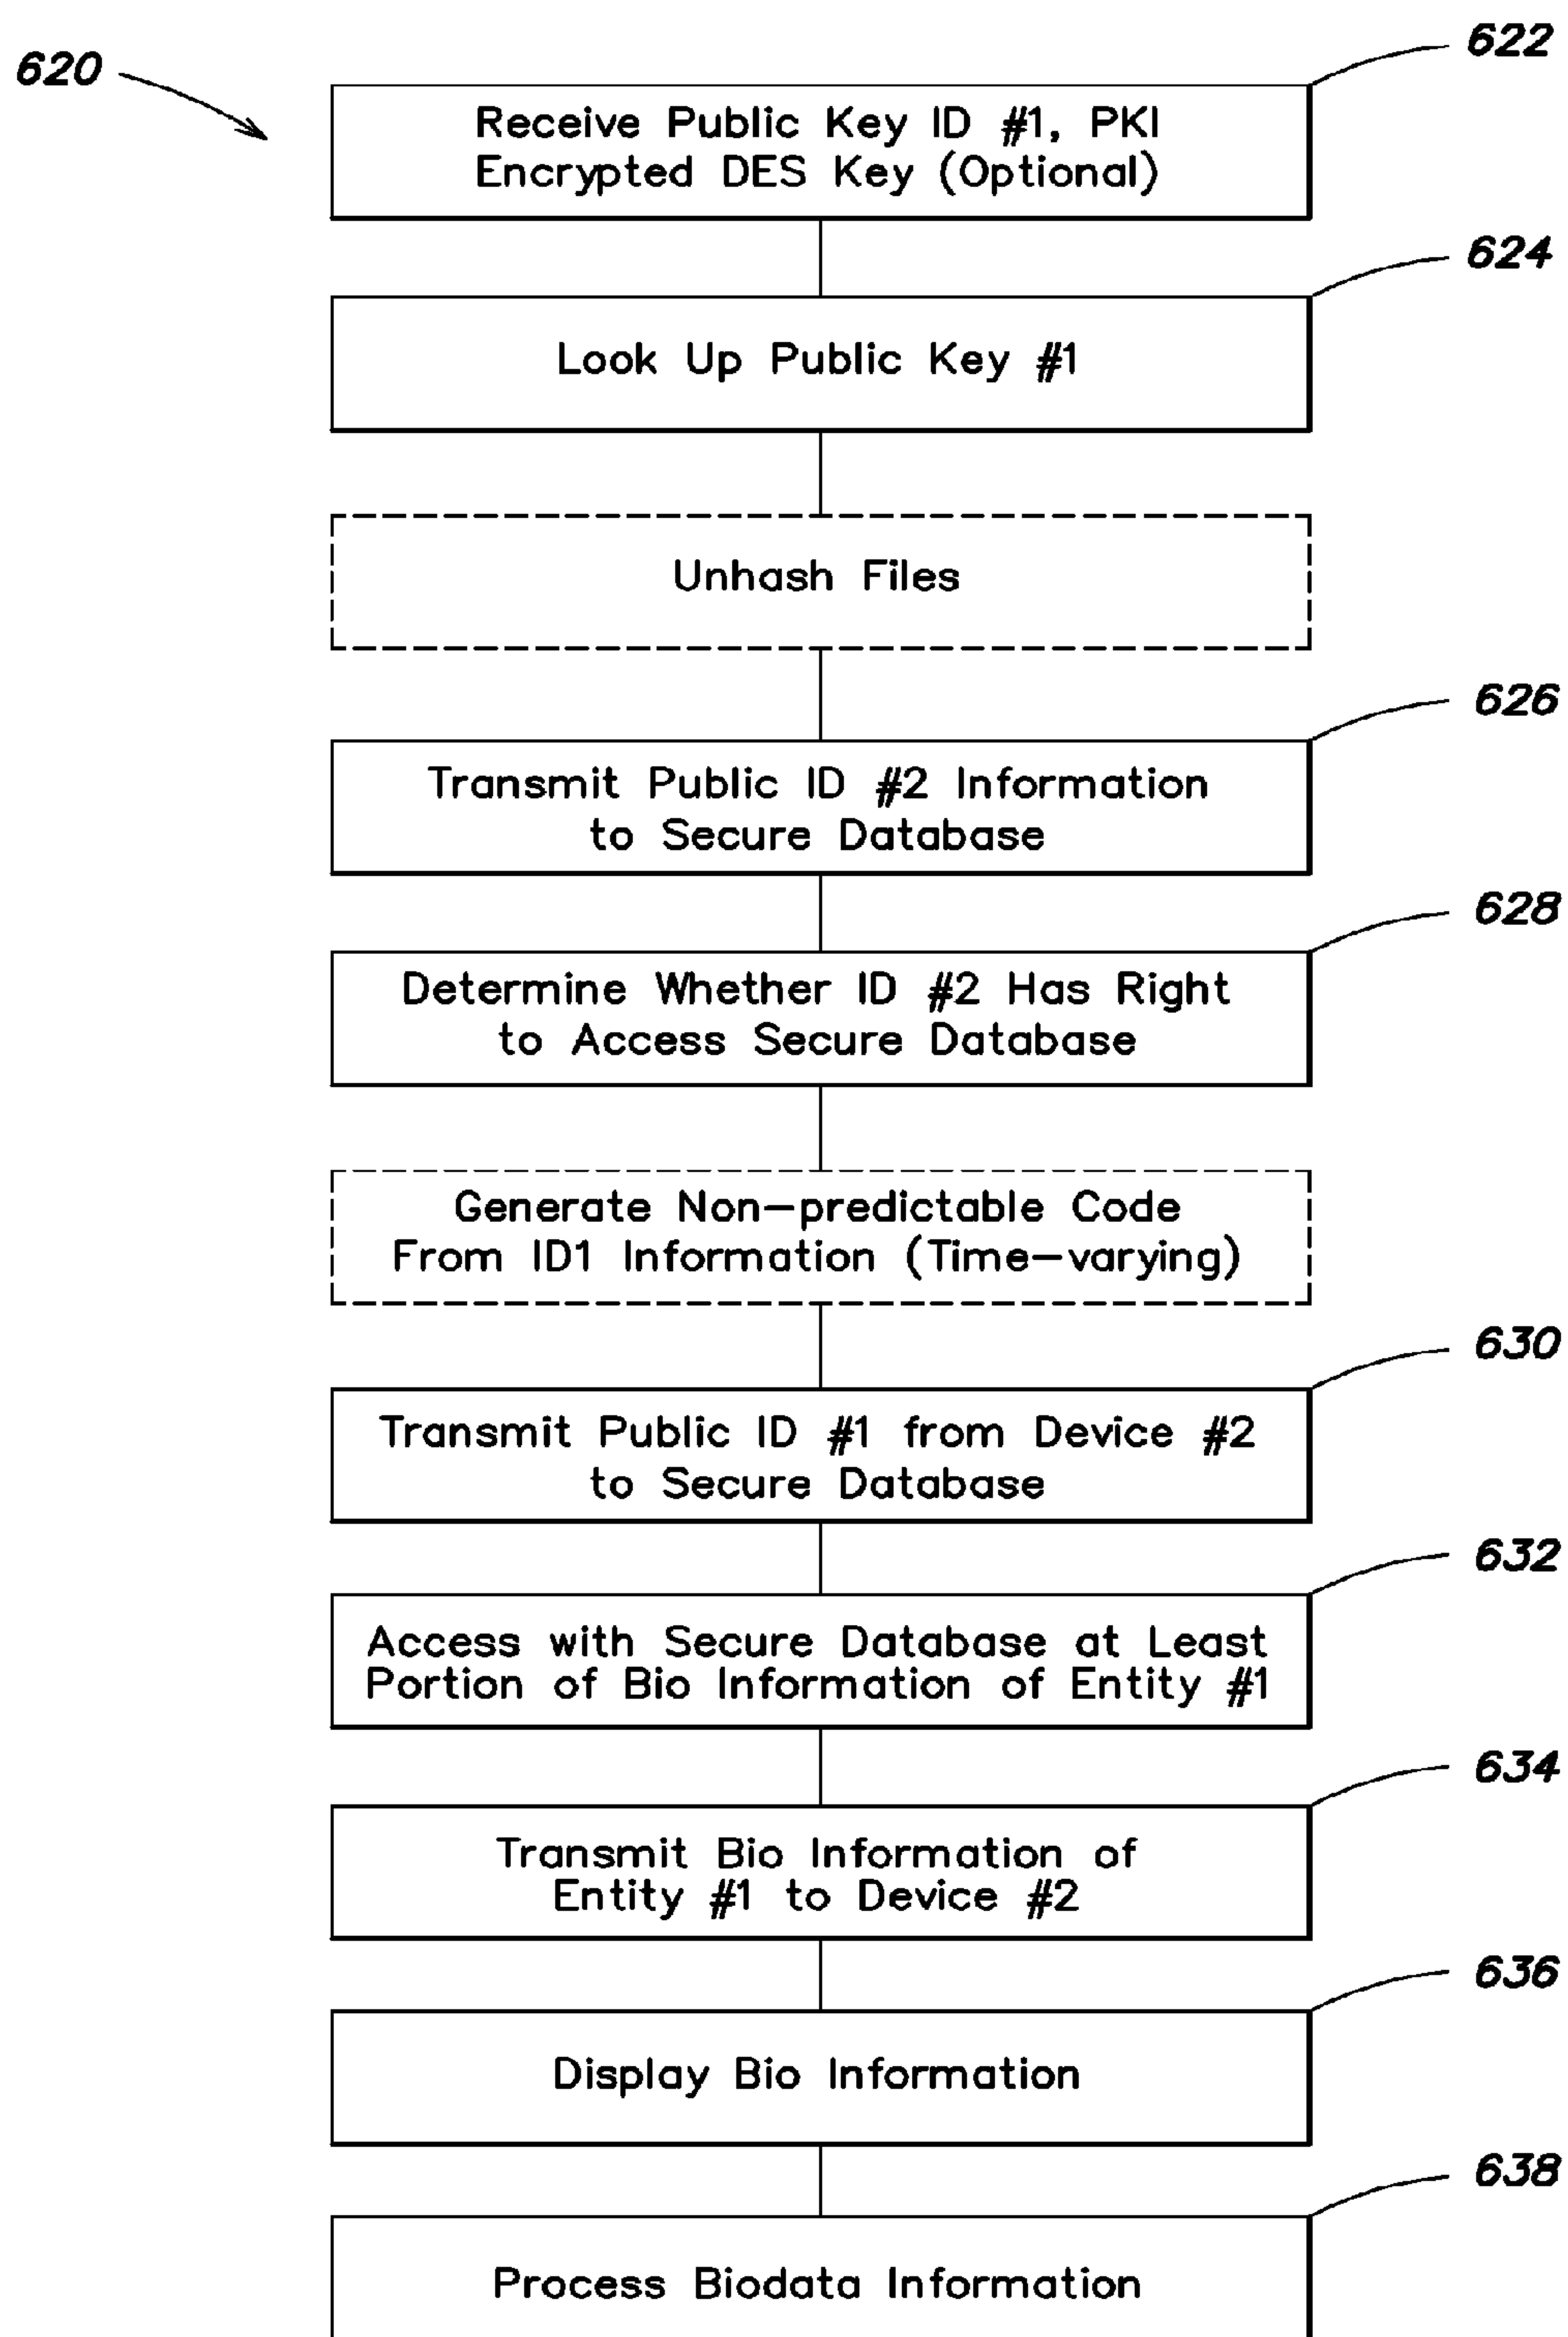 620
622
Receive Public Key ID #1, PKI
Encrypted DES Key (Optional)
624
Look Up Public Key #1
Unhash Files
626
Transmit Public ID #2 Information
to Secure Database
628
Determine Whether ID #2 Has Right
to Access Secure Database
Generate Non-predictable Code
From ID1 Information (Time-varying)
630
Transmit Public ID #1 from Device #2
to Secure Database
632
Access with Secure Database at Least
Portion of Bio Information of Entity #1
634
Transmit Bio Information of
Entity #1 to Device #2
636
Display Bio Information
638
Process Biodata Information